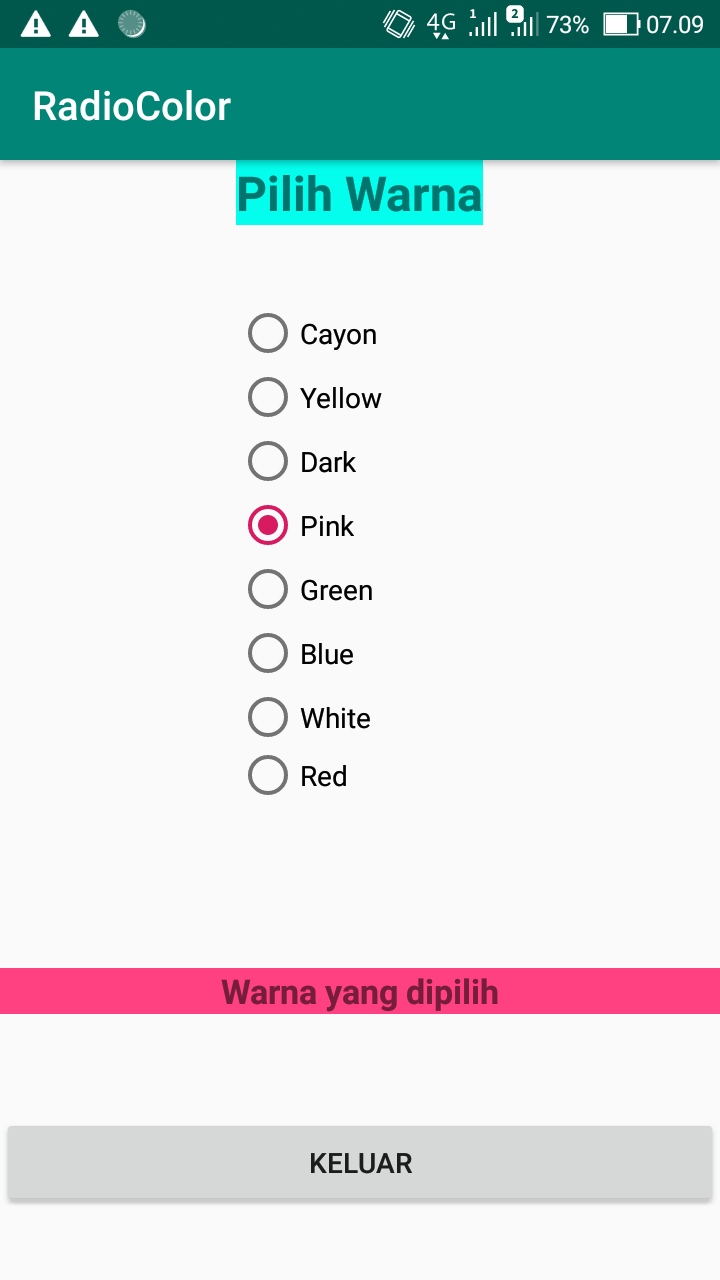 4G 1 2 73% 07.09
RadioColor
Pilih Warna
Cayon
Yellow
Dark
Pink
Green
Blue
White
Red
Warna yang dipilih
KELUAR